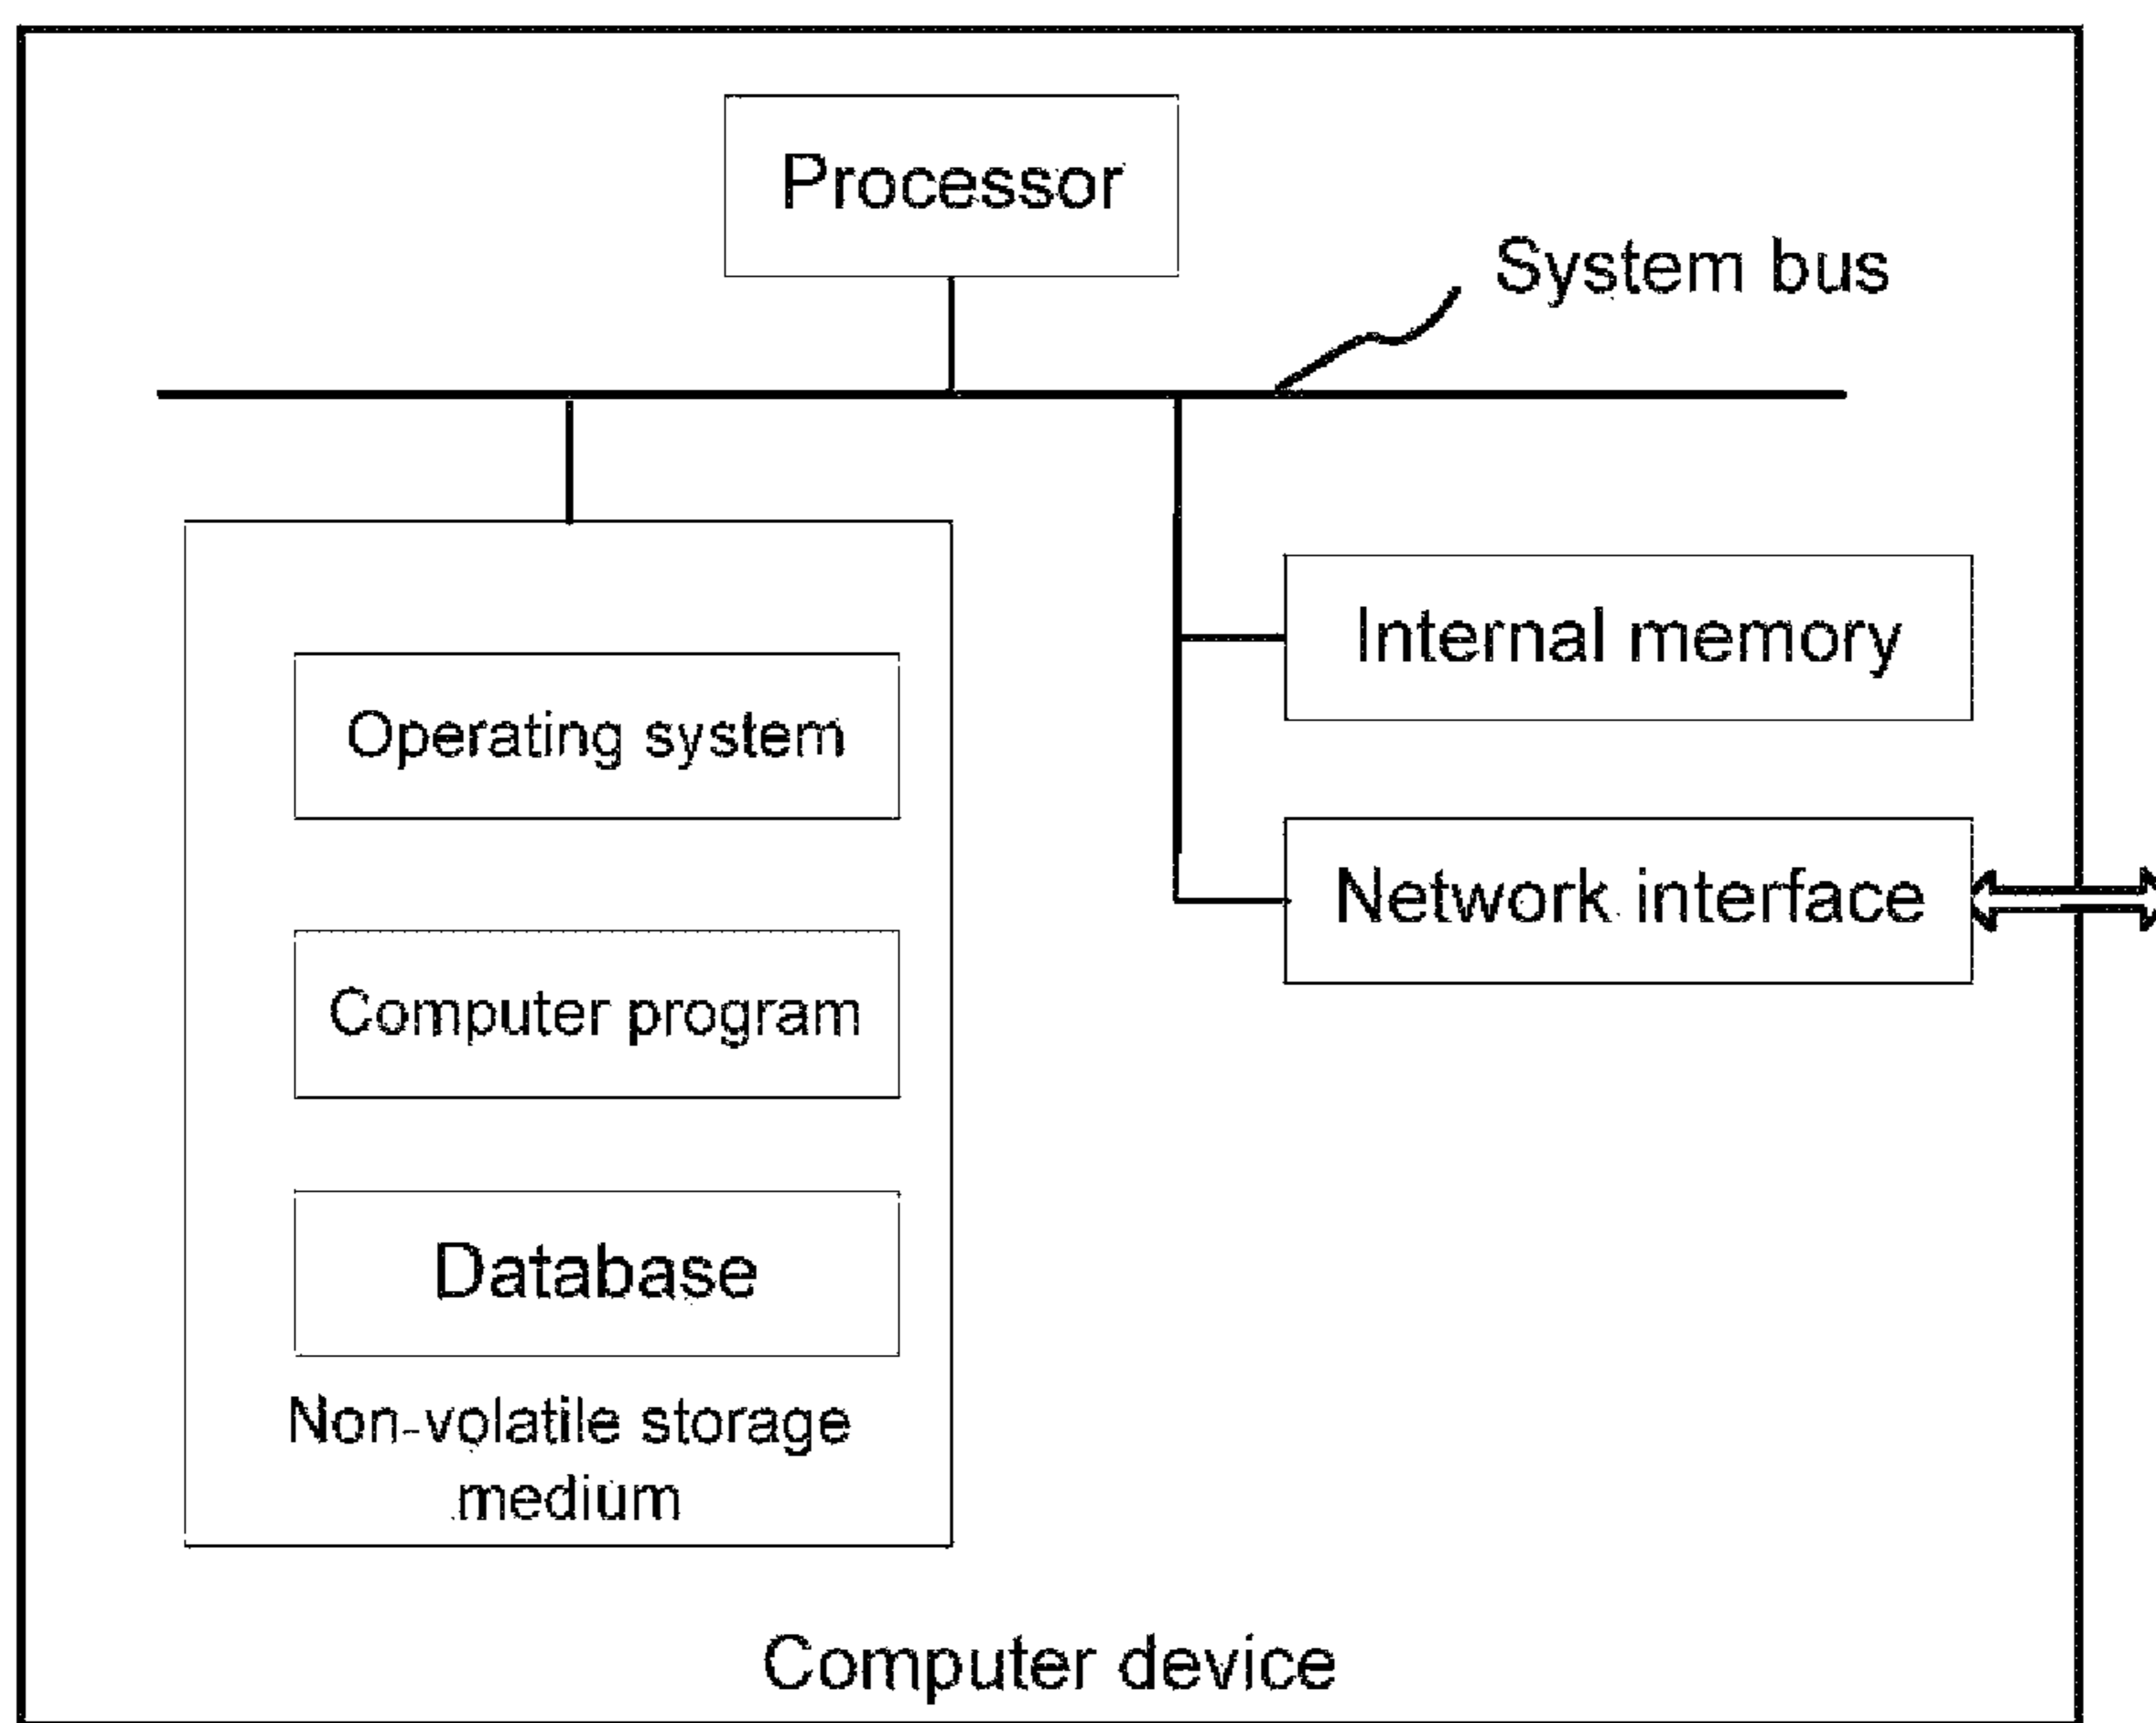 Processor
System bus
Internal memory
Operating system
Network interface
Computer program
Database
Non-volatile storage
medium
Computer device